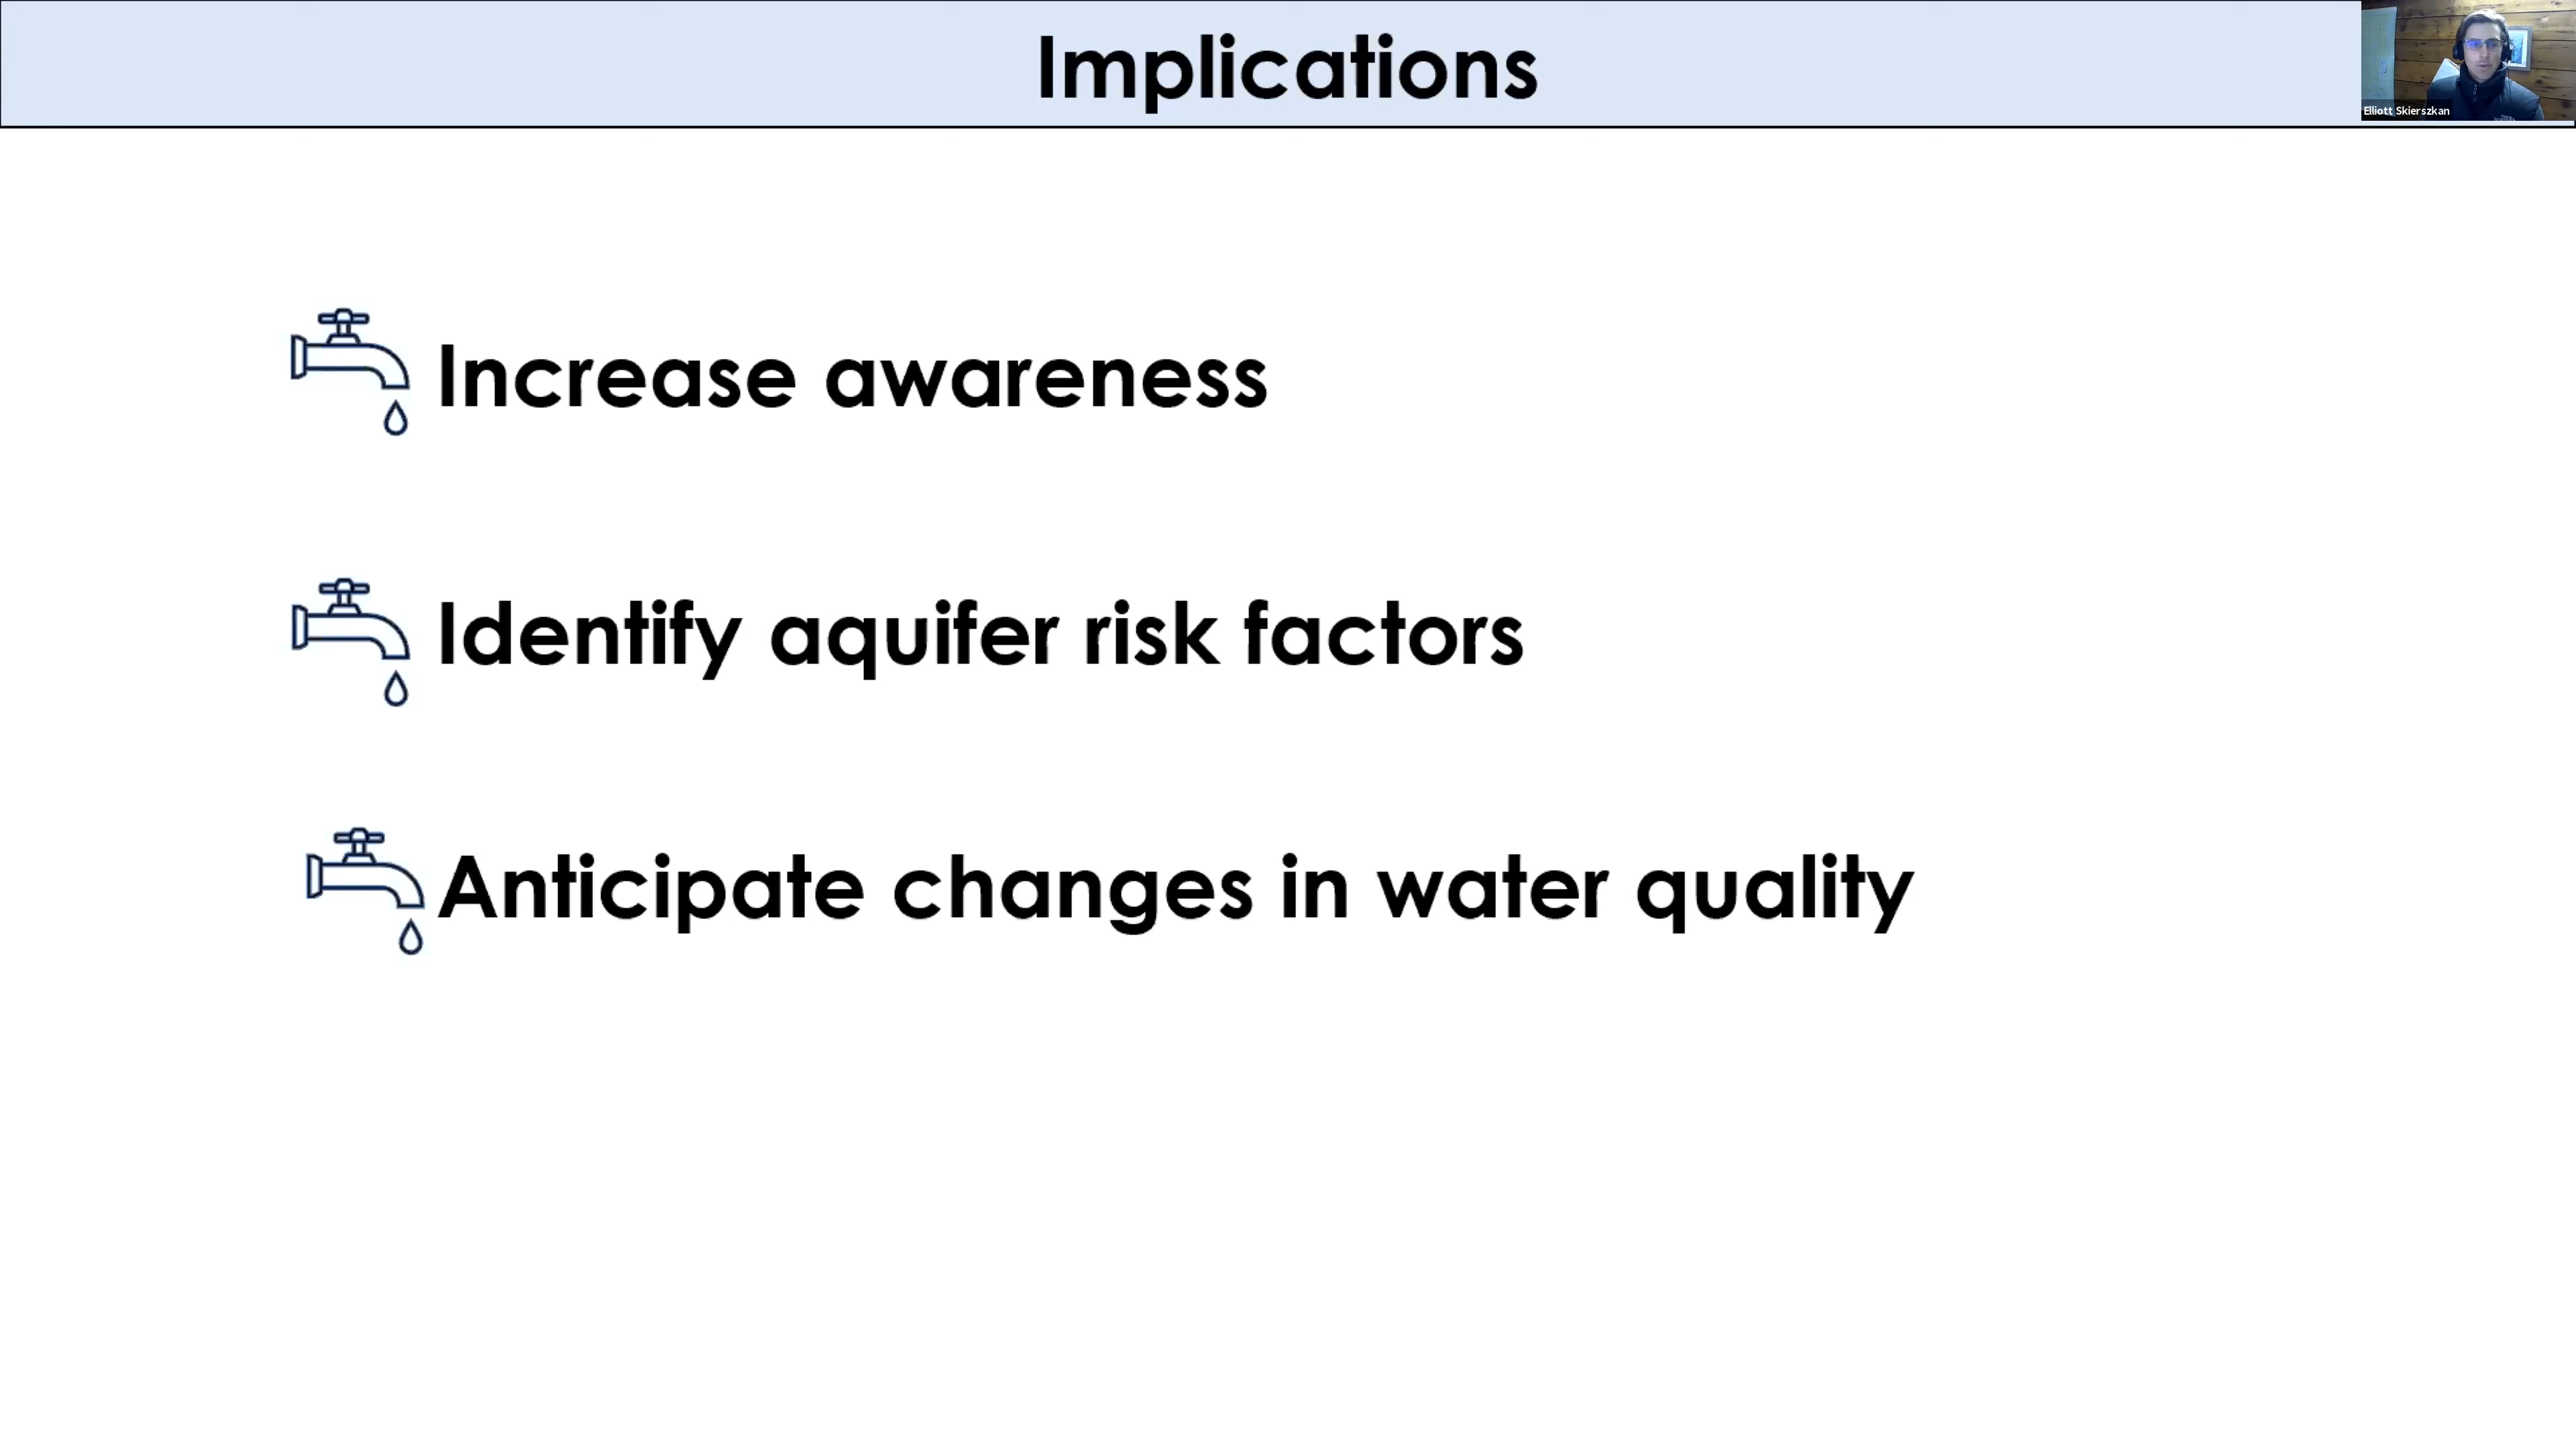 Implications
Elliott Skierszkan
Increase awareness
Identify aquifer risk factors
Anticipate changes in water quality